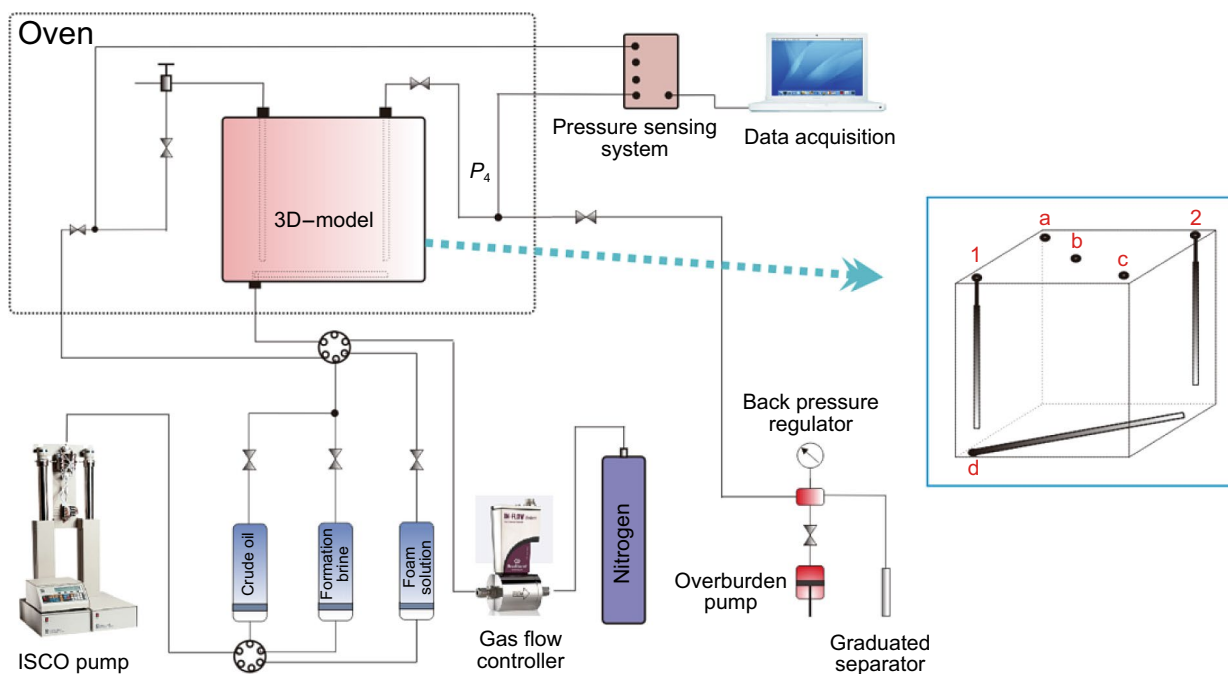 Oven
Pressure sensing
system
Data acquisition
P4
3D–model
a
2
b
1
c
d
Back pressure
regulator
Crude oil
Formation
brine
Foam
solution
Nitrogen
Overburden
pump
ISCO pump
Gas flow
controller
Graduated
separator